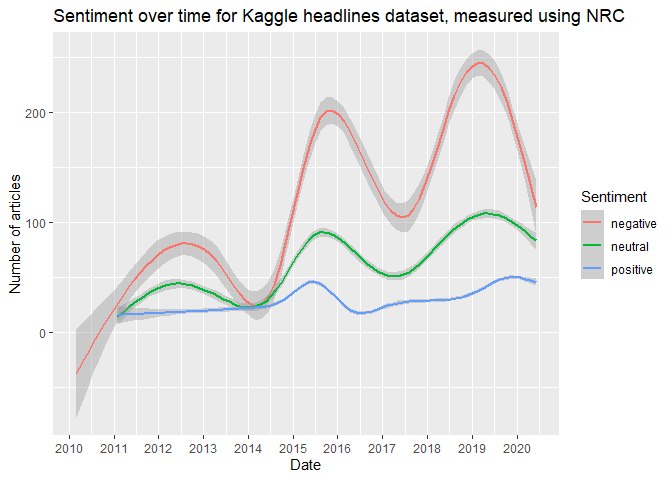 Sentiment over time for Kaggle headlines dataset, measured using NRC
Number of articles
200
100
0
2010 2011 2012 2013 2014 2015 2016 2017 2018 2019 2020
Date
Sentiment
negative
neutral
positive